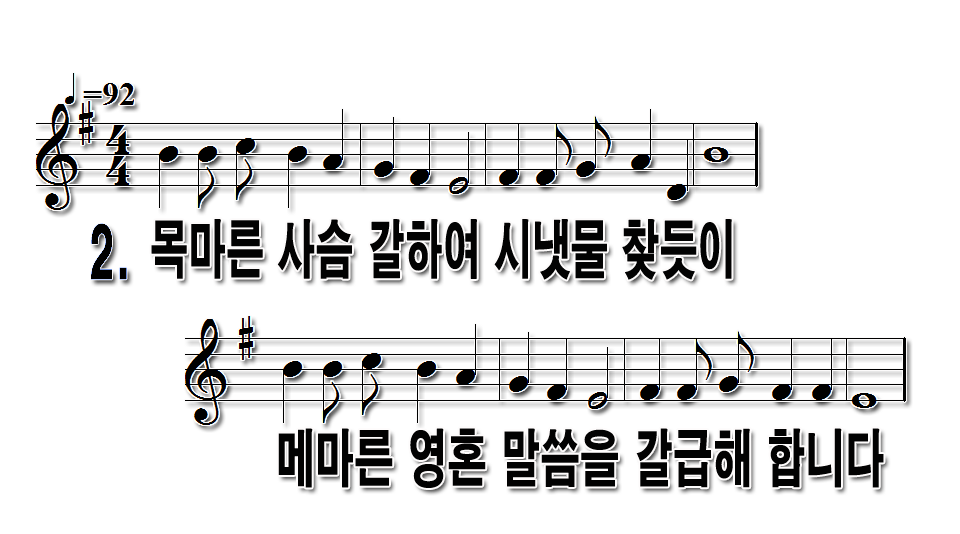 ♩=92
2. 목마른 사슴 갈하여 시냇물 찾듯이
메마른 영혼 말씀을 갈급해 합니다